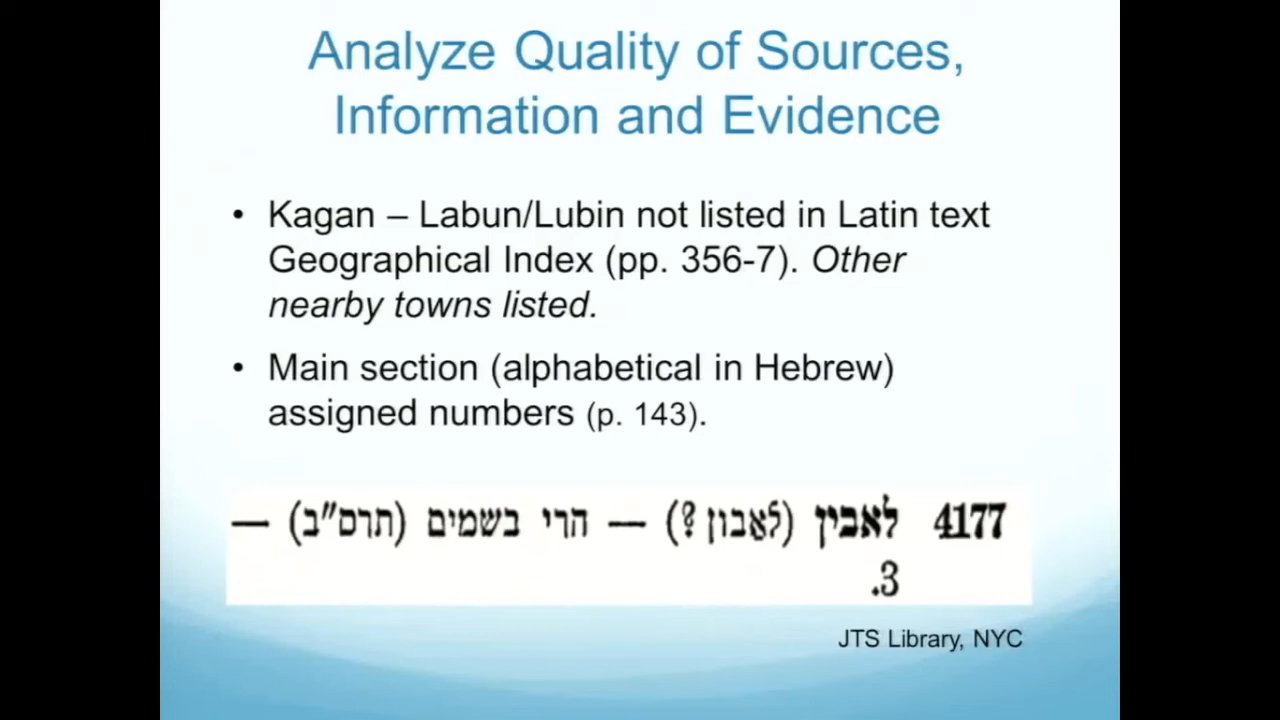 Analyze Quality of Sources,
Information and Evidence
• Kagan – Labun/Lubin not listed in Latin text
Geographical Index (pp. 356-7). Other
nearby towns listed.
• Main section (alphabetical in Hebrew)
assigned numbers (p. 143).
4177 לאבין (לאַבון ?) — הרי בשמים (תרס"ב) —
3.
JTS Library, NYC